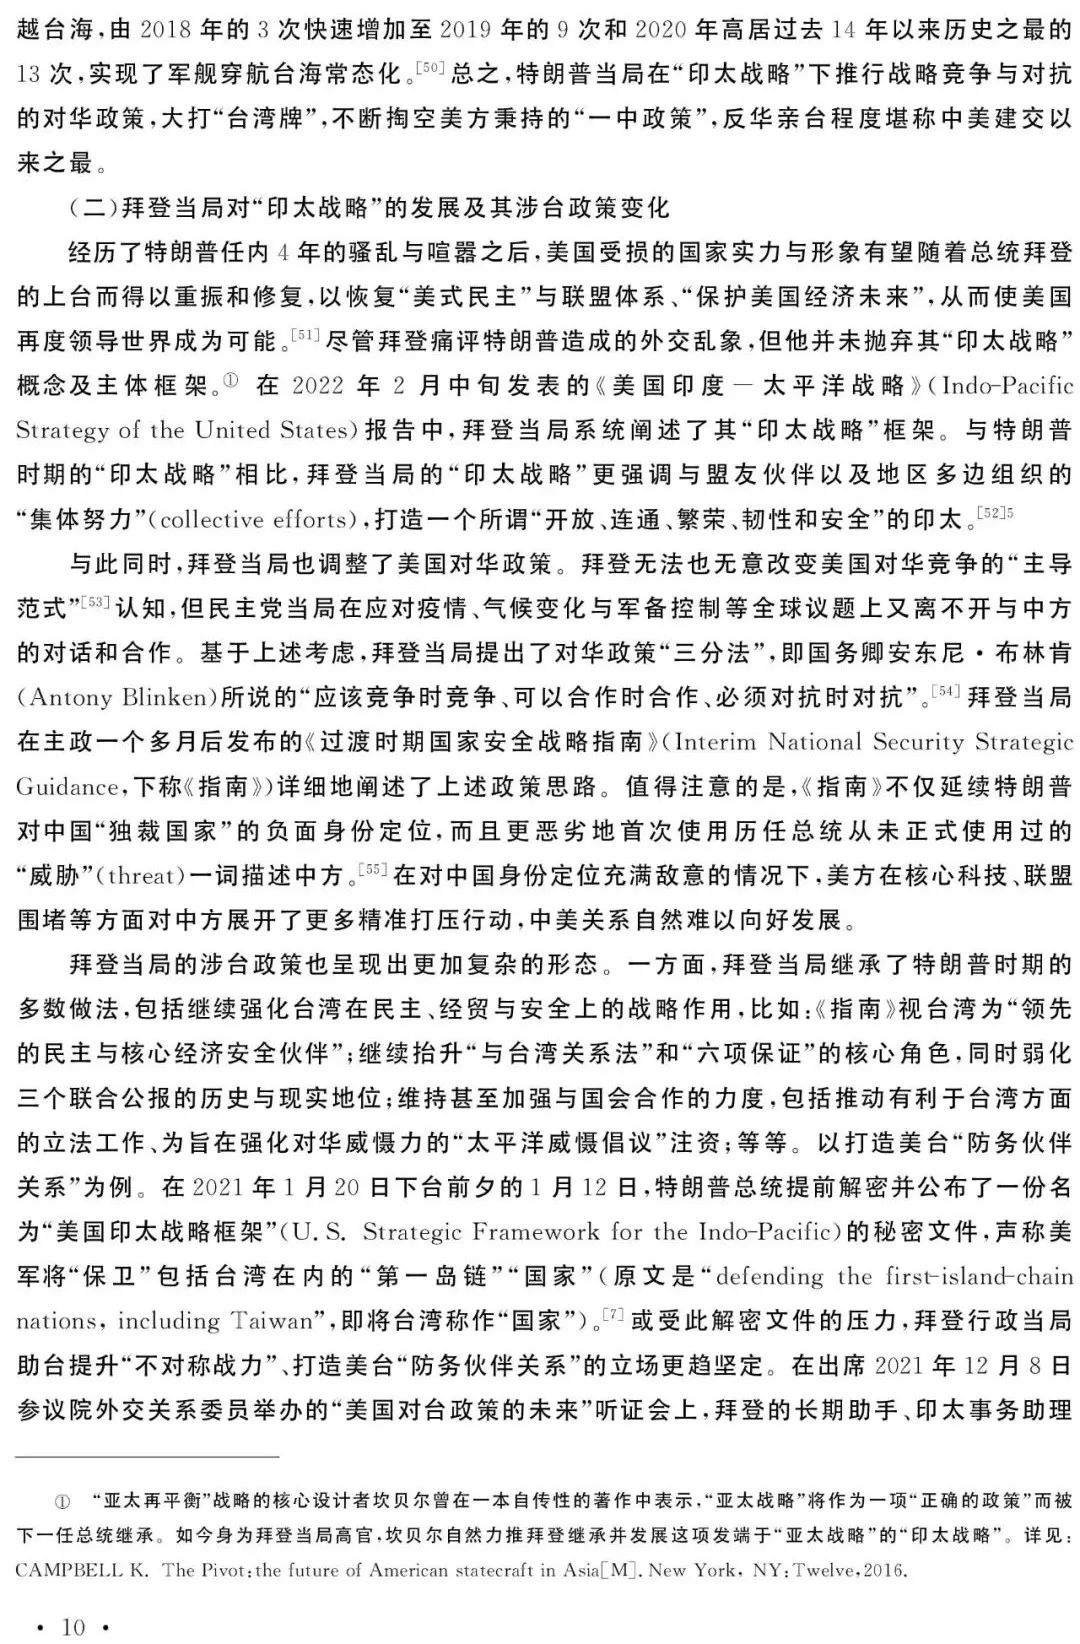 越台海,由 2018 年的 3 次快速增加至 2019 年的 9 次和 2020 年高居过去 14 年以来历史之最的
13 次,实现了军舰穿航台海常态化。[50]总之,特朗普当局在“印太战略”下推行战略竞争与对抗
的对华政策,大打“台湾牌”,不断掏空美方秉持的“一中政策”,反华亲台程度堪称中美建交以
来之最。
(二)拜登当局对“印太战略”的发展及其涉台政策变化
经历了特朗普任内 4 年的骚乱与喧嚣之后,美国受损的国家实力与形象有望随着总统拜登
的上台而得以重振和修复,以恢复“美式民主”与联盟体系、“保护美国经济未来”,从而使美国
再度领导世界成为可能。[51]尽管拜登痛评特朗普造成的外交乱象,但他并未抛弃其“印太战略”
概念及主体框架。① 在 2022 年 2 月中旬发表的《美国印度—太平洋战略》(Indo-Pacific
Strategy of the United States)报告中,拜登当局系统阐述了其“印太战略”框架。与特朗普
时期的“印太战略”相比,拜登当局的“印太战略”更强调与盟友伙伴以及地区多边组织的
“集体努力”(collective efforts),打造一个所谓“开放、连通、繁荣、韧性和安全”的印太。[52]5
与此同时,拜登当局也调整了美国对华政策。拜登无法也无意改变美国对华竞争的“主导
范式”[53]认知,但民主党当局在应对疫情、气候变化与军备控制等全球议题上又离不开与中方
的对话和合作。基于上述考虑,拜登当局提出了对华政策“三分法”,即国务卿安东尼·布林肯
(Antony Blinken)所说的“应该竞争时竞争、可以合作时合作、必须对抗时对抗”。[54]拜登当局
在主政一个多月后发布的《过渡时期国家安全战略指南》(Interim National Security Strategic
Guidance,下称《指南》)详细地阐述了上述政策思路。值得注意的是,《指南》不仅延续特朗普
对中国“独裁国家”的负面身份定位,而且更恶劣地首次使用历任总统从未正式使用过的
“威胁”(threat)一词描述中方。[55]在对中国身份定位充满敌意的情况下,美方在核心科技、联盟
围堵等方面对中方展开了更多精准打压行动,中美关系自然难以向好发展。
拜登当局的涉台政策也呈现出更加复杂的形态。一方面,拜登当局继承了特朗普时期的
多数做法,包括继续强化台湾在民主、经贸与安全上的战略作用,比如:《指南》视台湾为“领先
的民主与核心经济安全伙伴”;继续抬升“与台湾关系法”和“六项保证”的核心角色,同时弱化
三个联合公报的历史与现实地位;维持甚至加强与国会合作的力度,包括推动有利于台湾方面
的立法工作、为旨在强化对华威慑力的“太平洋威慑倡议”注资;等等。以打造美台“防务伙伴
关系”为例。在 2021 年 1 月 20 日下台前夕的 1 月 12 日,特朗普总统提前解密并公布了一份名
为“美国印太战略框架”(U. S. Strategic Framework for the Indo-Pacific)的秘密文件,声称美
军将“保卫”包括台湾在内的“第一岛链”“国家”(原文是“defending the first-island-chain
nations, including Taiwan”,即将台湾称作“国家”)。[7]或受此解密文件的压力,拜登行政当局
助台提升“不对称战力”、打造美台“防务伙伴关系”的立场更趋坚定。在出席 2021 年 12 月 8 日
参议院外交关系委员举办的“美国对台政策的未来”听证会上,拜登的长期助手、印太事务助理
① “亚太再平衡”战略的核心设计者坎贝尔曾在一本自传性的著作中表示,“亚太战略”将作为一项“正确的政策”而被
下一任总统继承。如今身为拜登当局高官,坎贝尔自然力推拜登继承并发展这项发端于“亚太战略”的“印太战略”。详见:
CAMPBELL K. The Pivot:the future of American statecraft in Asia[M]. New York, NY:Twelve,2016.
· 10 ·